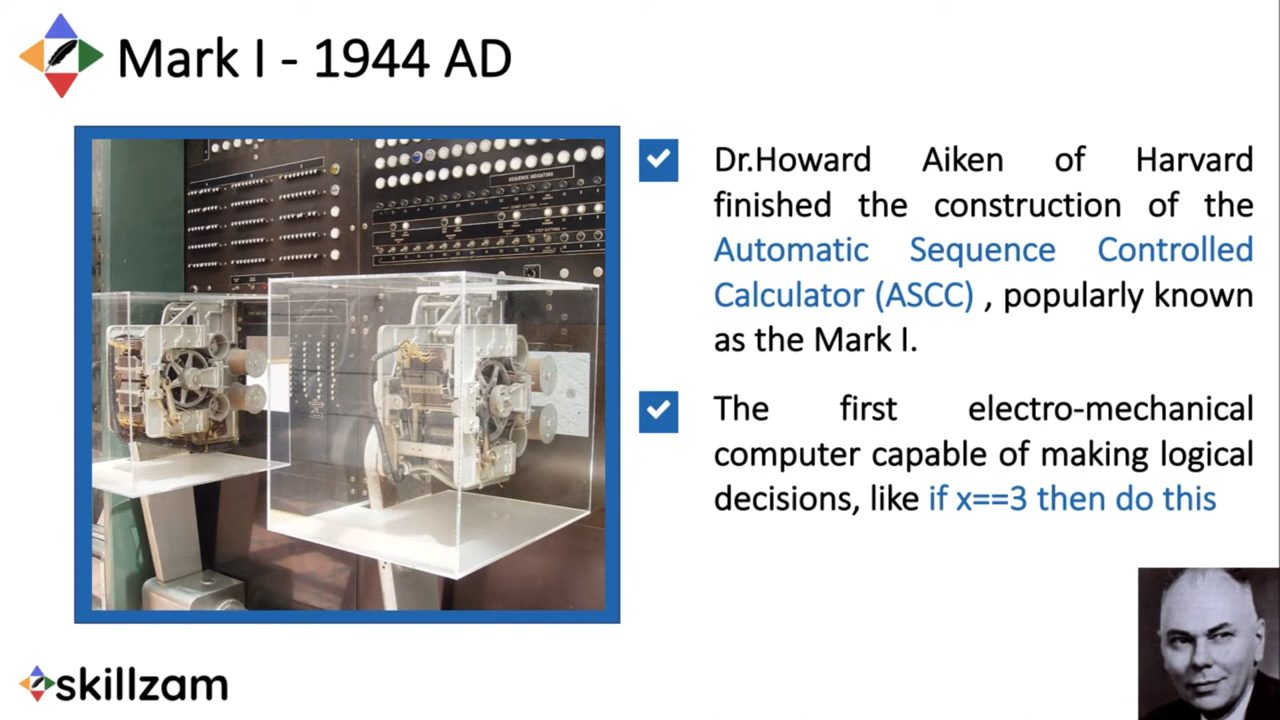 Mark I - 1944 AD
SEQUENCE INDICATORS
Dr.Howard Aiken of Harvard
finished the construction of the
Automatic Sequence Controlled
Calculator (ASCC) , popularly known
as the Mark I.
The first electro-mechanical
computer capable of making logical
decisions, like if x==3 then do this
skillzam